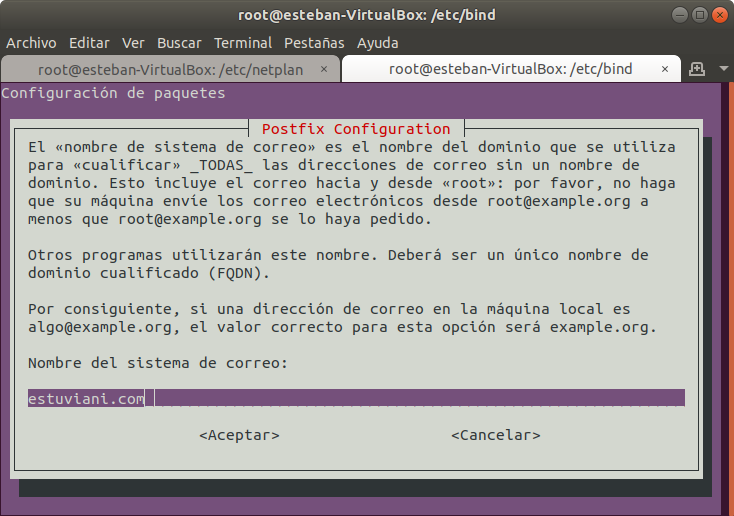 root@esteban-VirtualBox: /etc/bind
Archivo Editar Ver Buscar Terminal Pestañas Ayuda
root@esteban-VirtualBox: /etc/netplan × root@esteban-VirtualBox: /etc/bind ×
Configuración de paquetes
Postfix Configuration
El «nombre de sistema de correo» es el nombre del dominio que se utiliza
para «cualificar» _TODAS_ las direcciones de correo sin un nombre de
dominio. Esto incluye el correo hacia y desde «root»: por favor, no haga
que su máquina envíe los correo electrónicos desde root@example.org a
menos que root@example.org se lo haya pedido.
Otros programas utilizarán este nombre. Deberá ser un único nombre de
dominio cualificado (FQDN).
Por consiguiente, si una dirección de correo en la máquina local es
algo@example.org, el valor correcto para esta opción será example.org.
Nombre del sistema de correo:
estuviani.com
<Aceptar> <Cancelar>